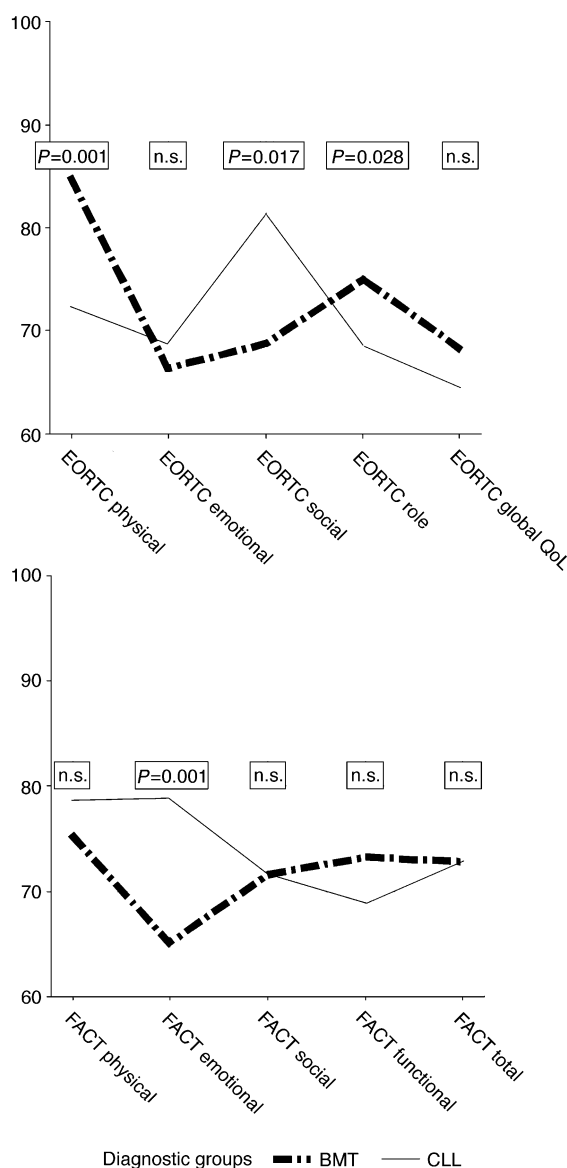 100
90
P=0.001 n.s. P=0.017 P=0.028 n.s.
80
70
60
EORTC physical
EORTC emotional
EORTC social
EORTC role
EORTC global QoL
100
90
80
n.s. P=0.001 n.s. n.s. n.s.
70
60
FACT physical
FACT emotional
FACT social
FACT functional
FACT total
Diagnostic groups BMT CLL